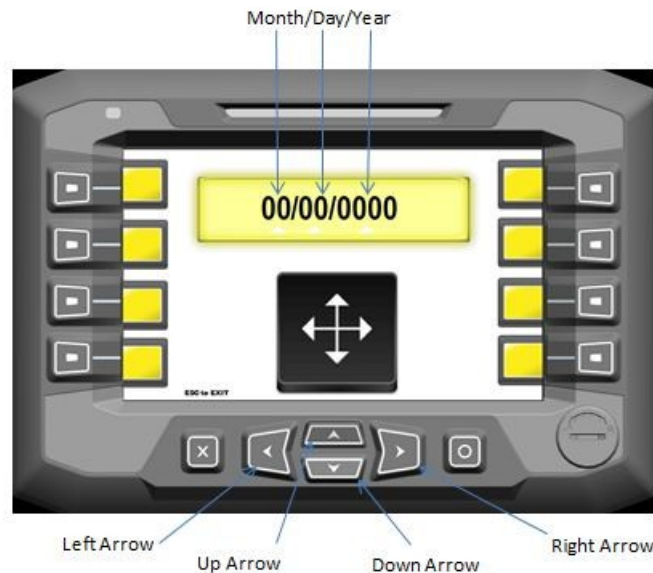 Month/Day/Year
00/00/0000
ESC to EXIT
X
O
Left Arrow
Up Arrow
Down Arrow
Right Arrow